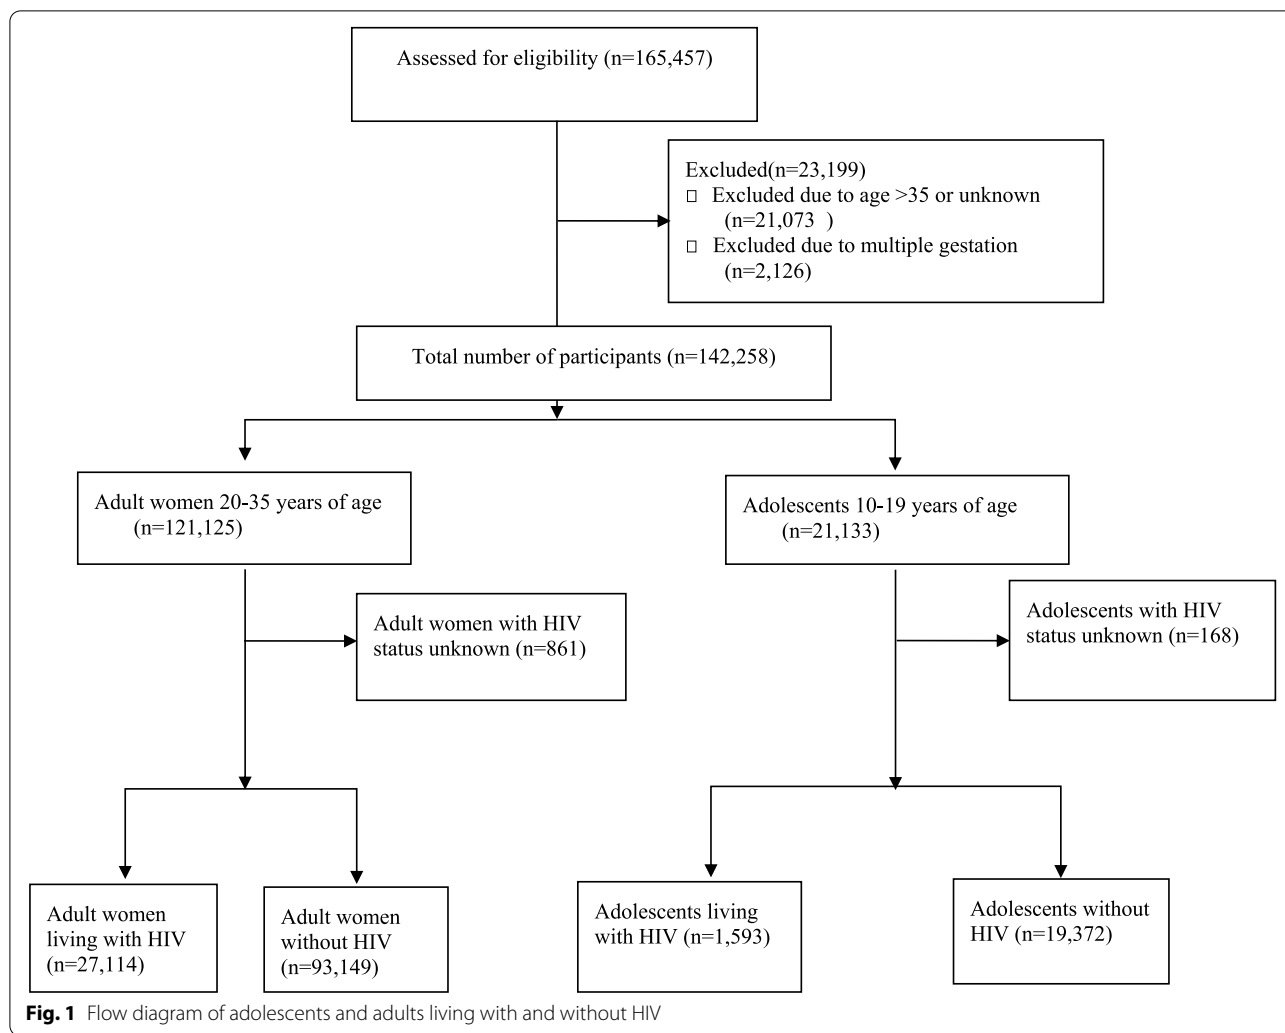 Assessed for eligibility (n=165,457)
Excluded(n=23,199)
□ Excluded due to age >35 or unknown
(n=21,073 )
□ Excluded due to multiple gestation
(n=2,126)
Total number of participants (n=142,258)
Adult women 20-35 years of age
(n=121,125)
Adolescents 10-19 years of age
(n=21,133)
Adult women with HIV
status unknown (n=861)
Adolescents with HIV
status unknown (n=168)
Adult women
living with HIV
(n=27,114)
Adult women
without HIV
(n=93,149)
Adolescents living
with HIV (n=1,593)
Adolescents without
HIV (n=19,372)
Fig. 1 Flow diagram of adolescents and adults living with and without HIV